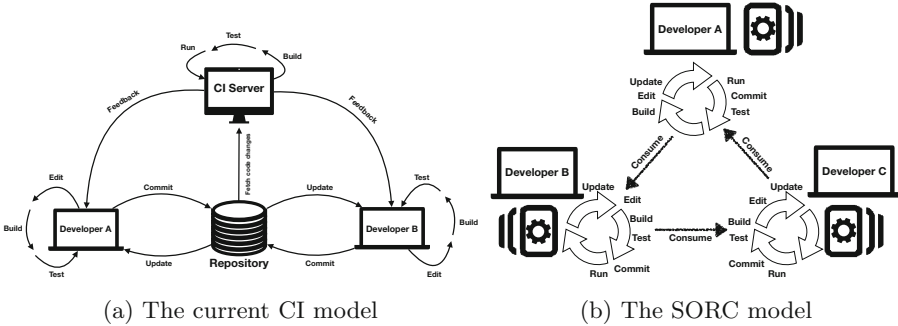 Test
Run
Build
CI Server
Feedback
Feedback
Fetch code changes
Edit
Commit
Update
Test
Build
Developer A
Developer B
Build
Test
Update
Repository
Commit
Edit
(a) The current CI model
Developer A
Update
Run
Edit
Commit
Build
Test
Consume
Consume
Developer B
Developer C
Update
Update
Edit
Edit
Build
Build
Test
Test
Consume
Commit
Commit
Run
Run
(b) The SORC model